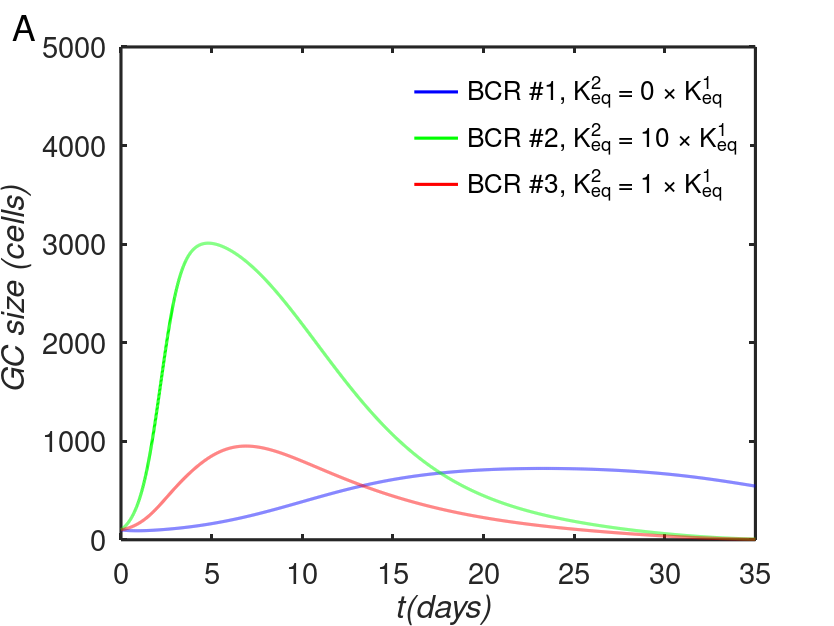 A
5000
4000
3000
2000
1000
0
GC size (cells)
BCR #1, K²eq = 0 × K¹eq
BCR #2, K²eq = 10 × K¹eq
BCR #3, K²eq = 1 × K¹eq
0 5 10 15 20 25 30 35
t(days)